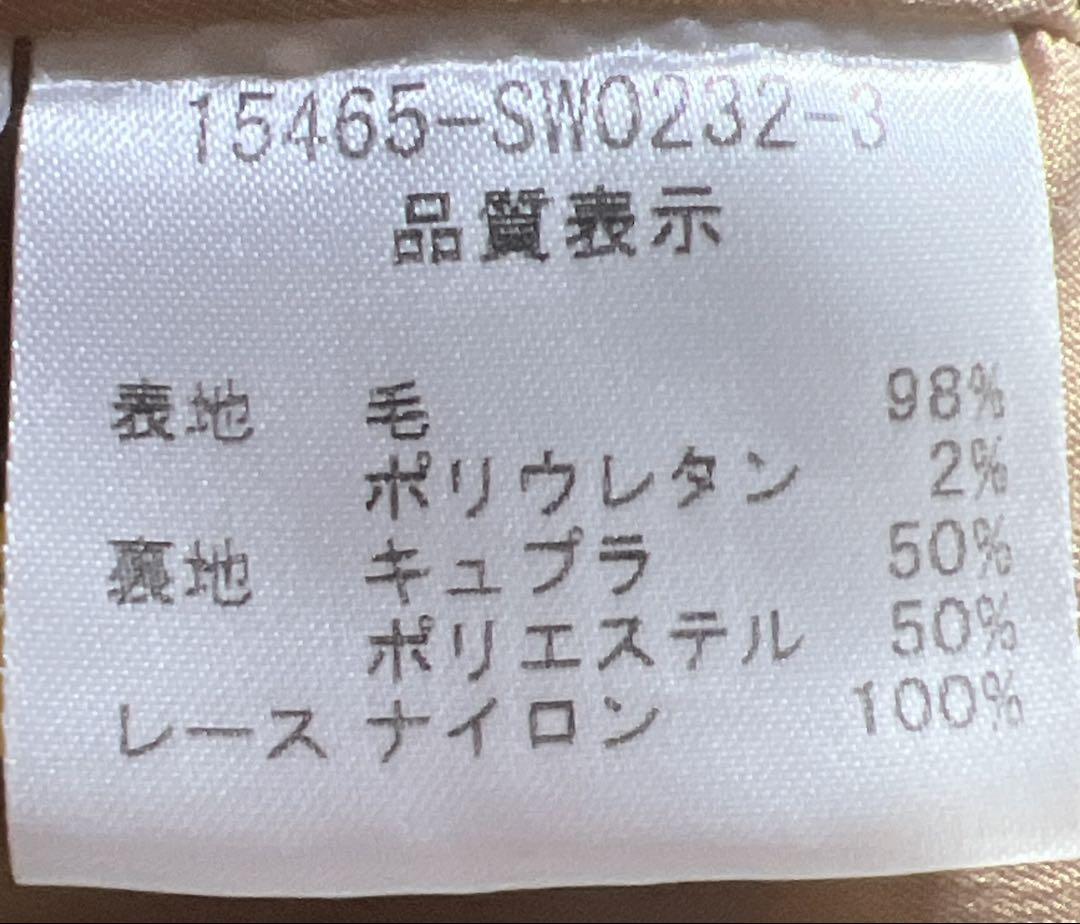 15465-SW0232-3
品質表示
表地 毛 98%
ポリウレタン 2%
裏地 キュプラ 50%
ポリエステル 50%
レース ナイロン 100%